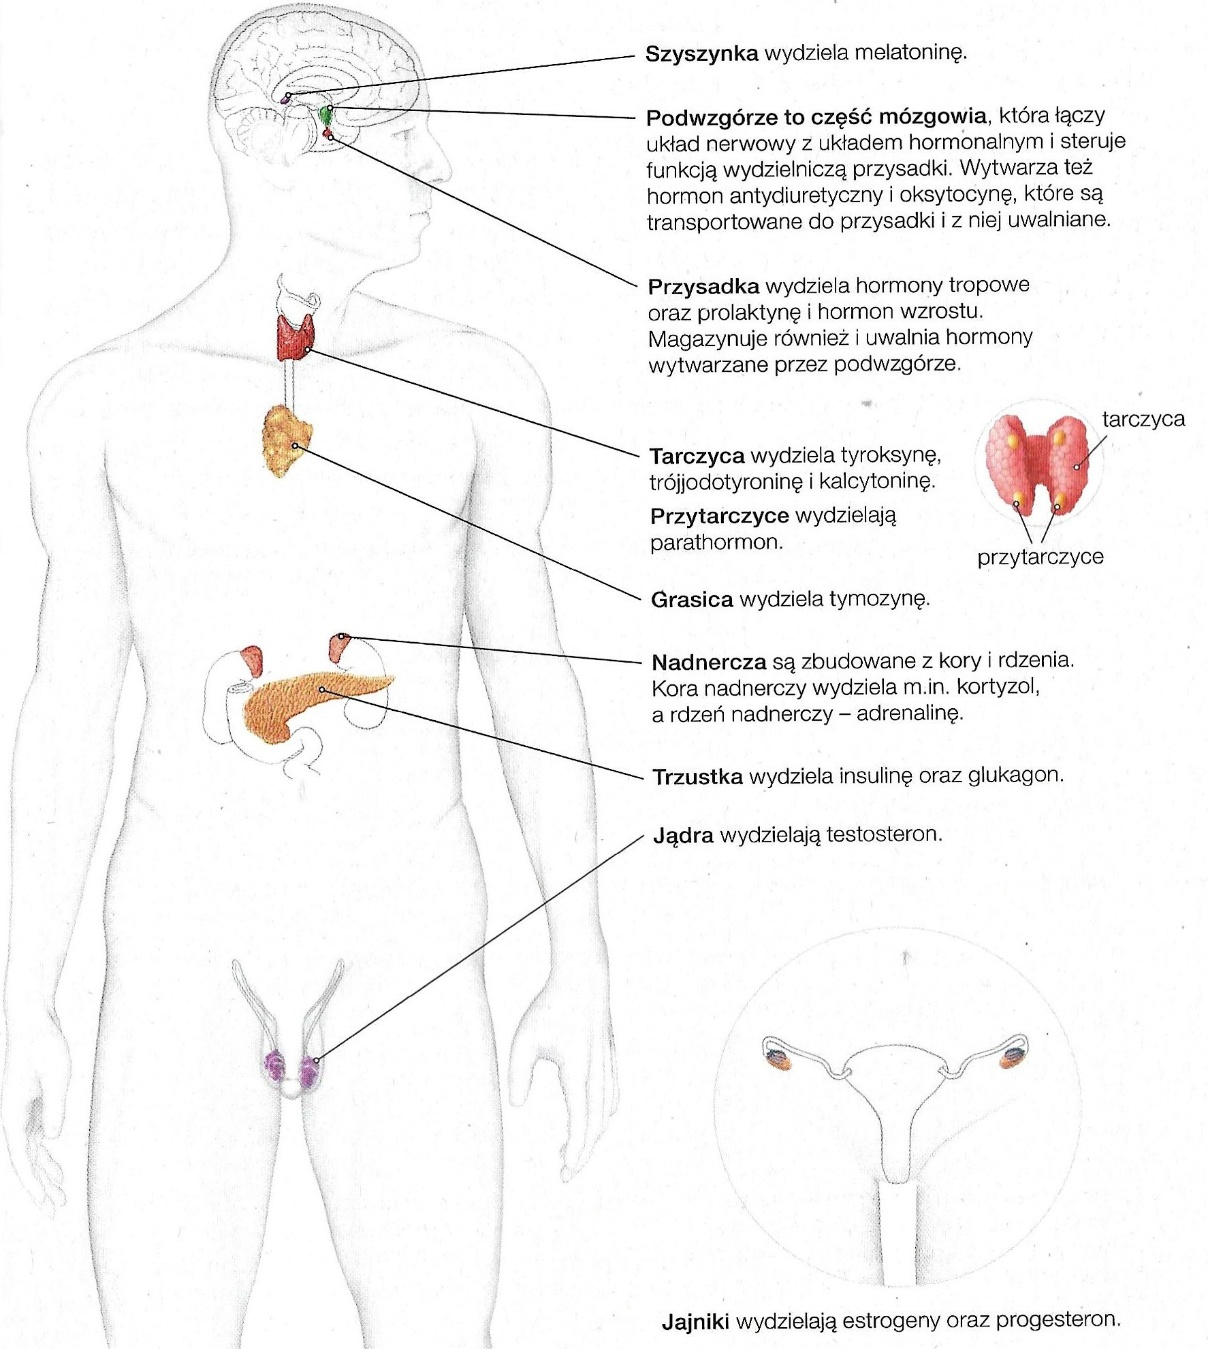 Szyszynka wydziela melatoninę.
Podwzgórze to część mózgowia, która łączy
układ nerwowy z układem hormonalnym i steruje
funkcją wydzielniczą przysadki. Wytwarza też
hormon antydiuretyczny i oksytocynę, które są
transportowane do przysadki i z niej uwalniane.
Przysadka wydziela hormony tropowe
oraz prolaktynę i hormon wzrostu.
Magazynuje również i uwalnia hormony
wytwarzane przez podwzgórze.
tarczyca
Tarczyca wydziela tyroksynę,
trójjodotyroninę i kalcytoninę.
Przytarczyce wydzielają
parathormon.
przytarczyce
Grasica wydziela tymozynę.
Nadnercza są zbudowane z kory i rdzenia.
Kora nadnerczy wydziela m.in. kortyzol,
a rdzeń nadnerczy – adrenalinę.
Trzustka wydziela insulinę oraz glukagon.
Jądra wydzielają testosteron.
Jajniki wydzielają estrogeny oraz progesteron.